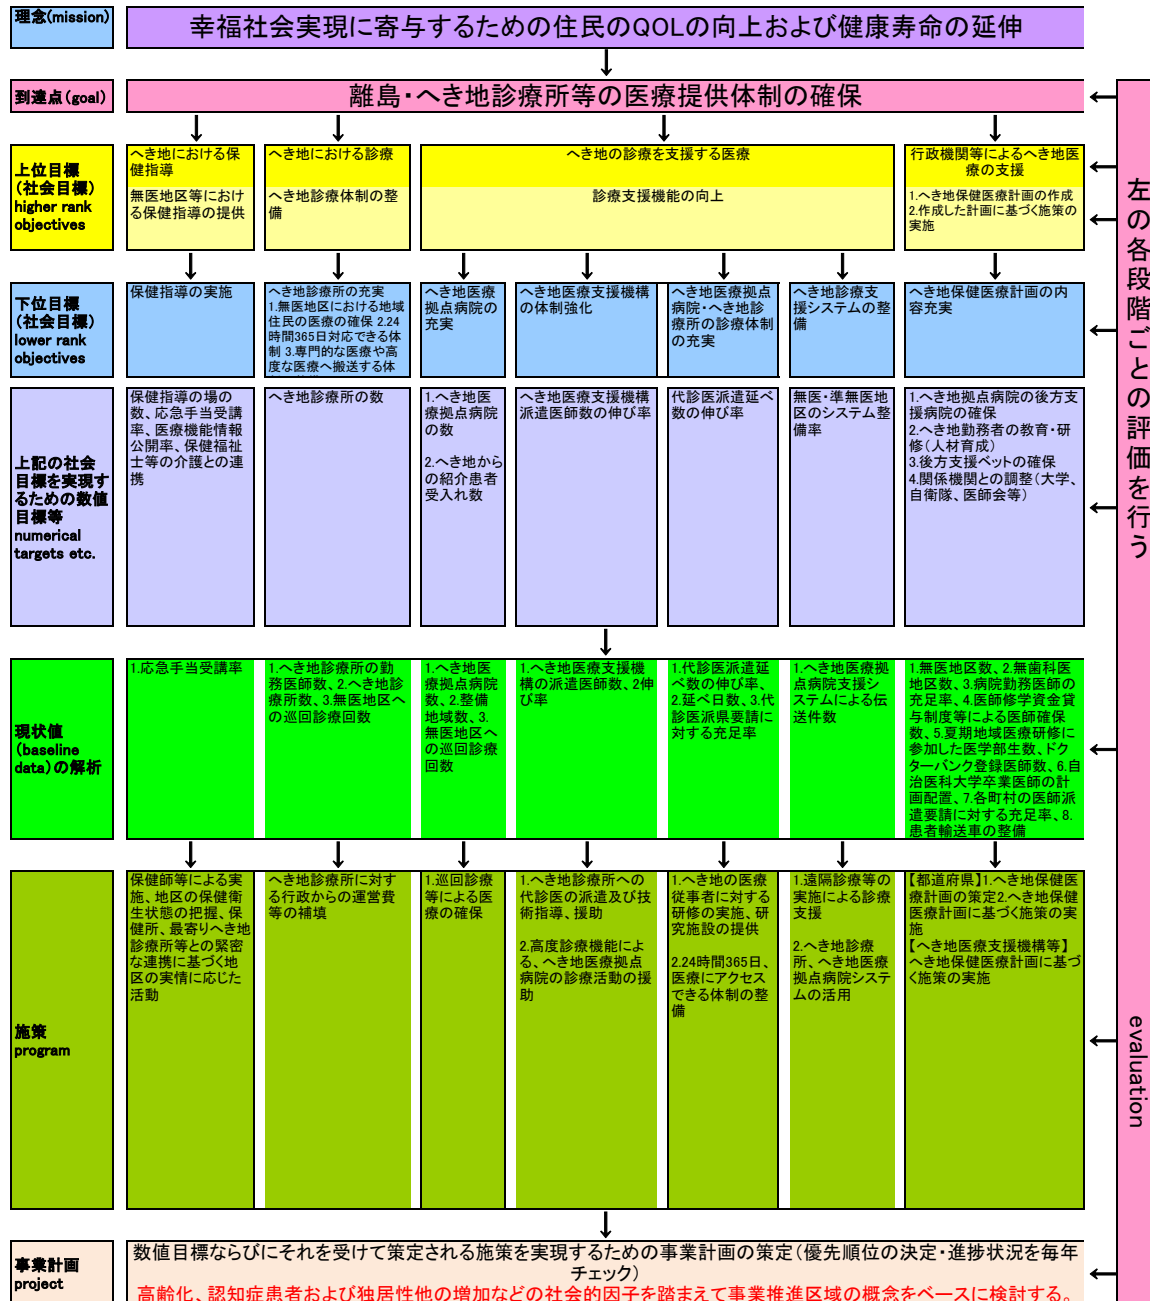 理念(mission)
幸福社会実現に寄与するための住民のQOLの向上および健康寿命の延伸
到達点(goal)
離島・へき地診療所等の医療提供体制の確保
上位目標
(社会目標)
higher rank
objectives
へき地における保
健指導
無医地区等におけ
る保健指導の提供
へき地における診療
へき地診療体制の整
備
へき地の診療を支援する医療
診療支援機能の向上
行政機関等によるへき地医
療の支援
1.へき地保健医療計画の作成
2.作成した計画に基づく施策の
実施
下位目標
(社会目標)
lower rank
objectives
保健指導の実施
へき地診療所の充実
1.無医地区における地域
住民の医療の確保 2.24
時間365日対応できる体
制 3.専門的な医療や高
度な医療へ搬送する体
へき地医療
拠点病院の
充実
へき地医療支援機構
の体制強化
へき地医療拠点
病院・へき地診
療所の診療体制
の充実
へき地診療支
援システムの整
備
へき地保健医療計画の内
容充実
上記の社会
目標を実現す
るための数値
目標等
numerical
targets etc.
保健指導の場の
数、応急手当受講
率、医療機能情報
公開率、保健福祉
士等の介護との連
携
へき地診療所の数
1.へき地医
療拠点病院
の数
2.へき地から
の紹介患者
受入れ数
へき地医療支援機構
派遣医師数の伸び率
代診医派遣延べ
数の伸び率
無医・準無医地
区のシステム整
備率
1.へき地拠点病院の後方支
援病院の確保
2.へき地勤務者の教育・研
修(人材育成)
3.後方支援ベットの確保
4.関係機関との調整(大学、
自衛隊、医師会等)
現状値
(baseline
data)の解析
1.応急手当受講率
1.へき地診療所の勤
務医師数、2.へき地診
療所数、3.無医地区へ
の巡回診療回数
1.へき地医
療拠点病院
数、2.整備
地域数、3.
無医地区へ
の巡回診療
回数
1.へき地医療支援機
構の派遣医師数、2伸
び率
1.代診医派遣延
べ数の伸び率、
2.延べ日数、3.代
診医派県要請に
対する充足率
1.へき地医療拠
点病院支援シ
ステムによる伝
送件数
1.無医地区数、2.無歯科医
地区数、3.病院勤務医師の
充足率、4.医師修学資金貸
与制度等による医師確保
数、5.夏期地域医療研修に
参加した医学部生数、ドク
ターバンク登録医師数、6.自
治医科大学卒業医師の計
画配置、7.各町村の医師派
遣要請に対する充足率、8.
患者輸送車の整備
施策
program
保健師等による実
施、地区の保健衛
生状態の把握、保
健所、最寄りへき地
診療所等との緊密
な連携に基づく地
区の実情に応じた
活動
へき地診療所に対す
る行政からの運営費
等の補填
1.巡回診療
等による医
療の確保
1.へき地診療所への
代診医の派遣及び技
術指導、援助
2.高度診療機能によ
る、へき地医療拠点
病院の診療活動の援
助
1.へき地の医療
従事者に対する
研修の実施、研
究施設の提供
2.24時間365日、
医療にアクセス
できる体制の整
備
1.遠隔診療等の
実施による診療
支援
2.へき地診療
所、へき地医療
拠点病院システ
ムの活用
【都道府県】1.へき地保健医
療計画の策定2.へき地保健
医療計画に基づく施策の実
施
【へき地医療支援機構等】
へき地保健医療計画に基づ
く施策の実施
事業計画
project
数値目標ならびにそれを受けて策定される施策を実現するための事業計画の策定(優先順位の決定・進捗状況を毎年
チェック)
高齢化、認知症患者および独居性他の増加などの社会的因子を踏まえて事業推進区域の概念をベースに検討する。
左の各段階ごとの評価を行う
evaluation